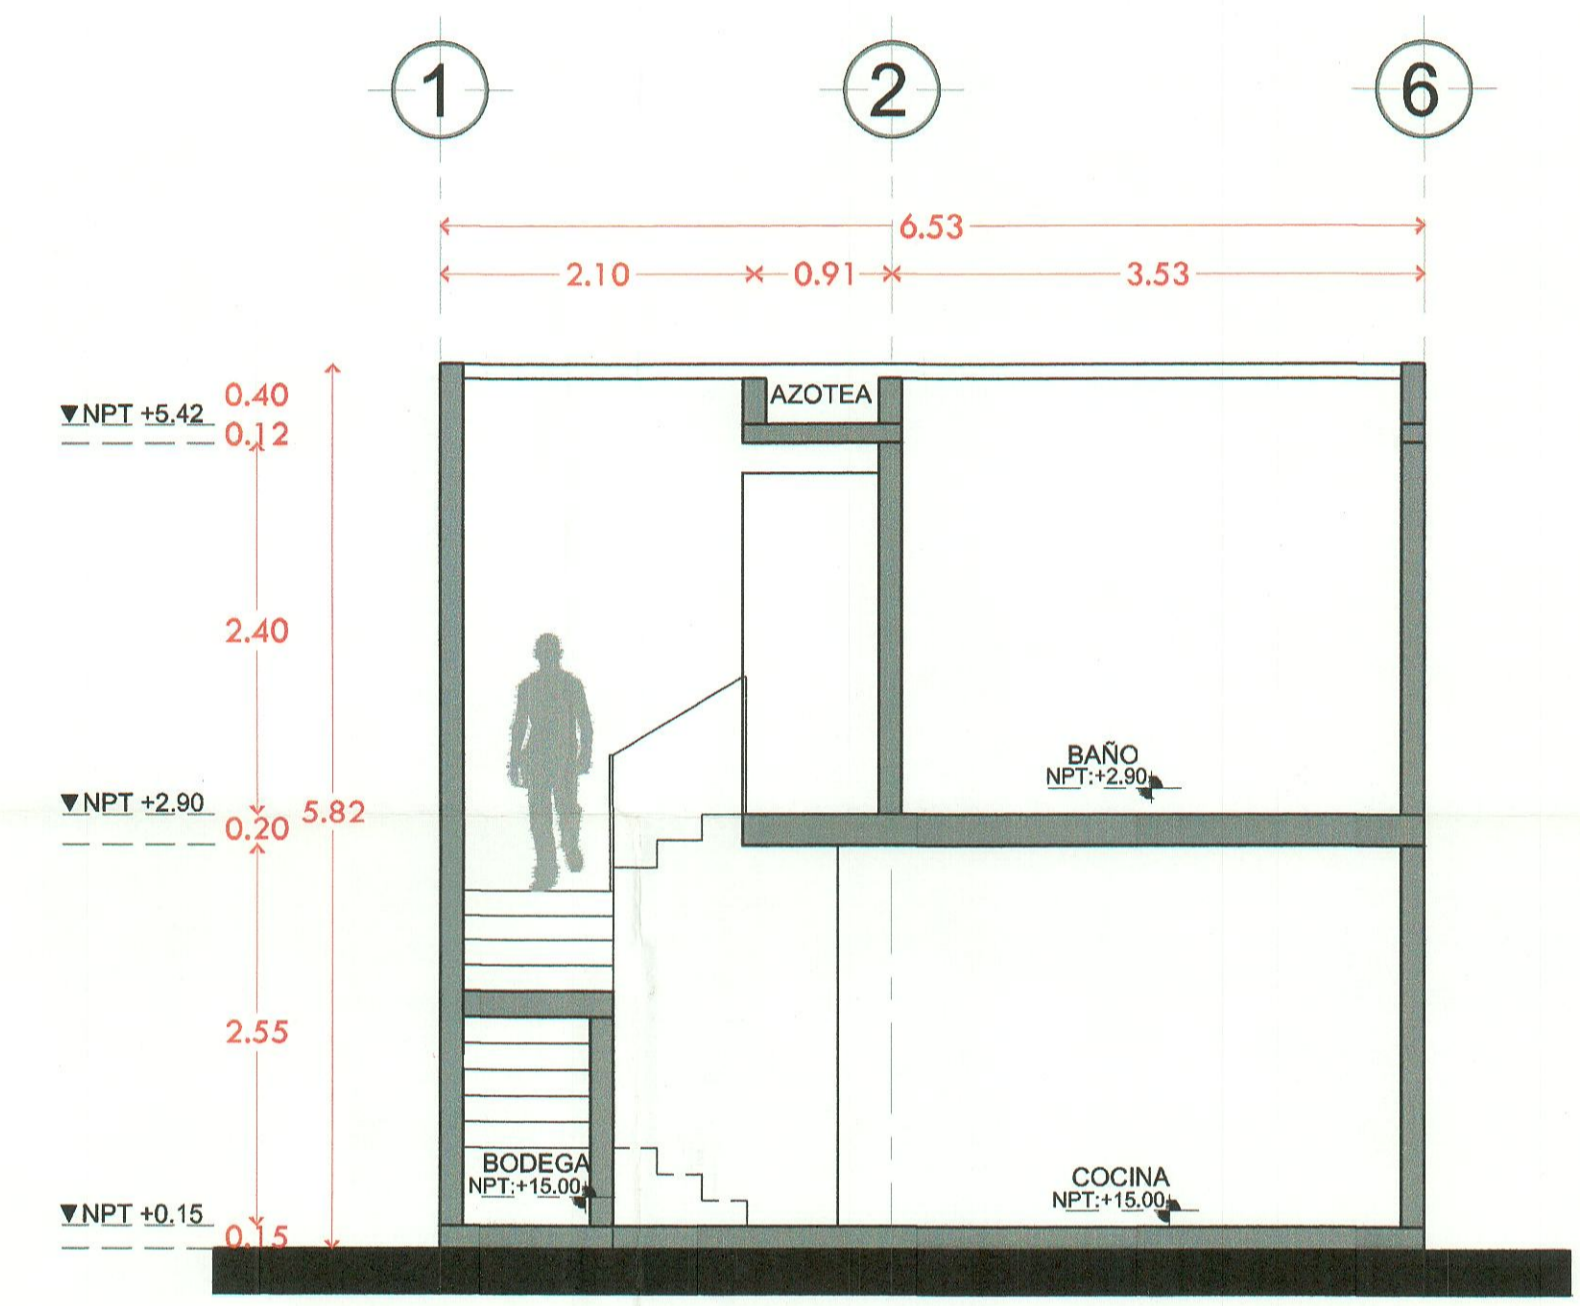 1 2 6
6.53
2.10 0.91 3.53
0.40
▼NPT +5.42
0.12
AZOTEA
2.40
BAÑO
NPT:+2.90
▼NPT +2.90
0.20
5.82
2.55
BODEGA
NPT:+15.00
COCINA
NPT:+15.00
▼NPT +0.15
0.15